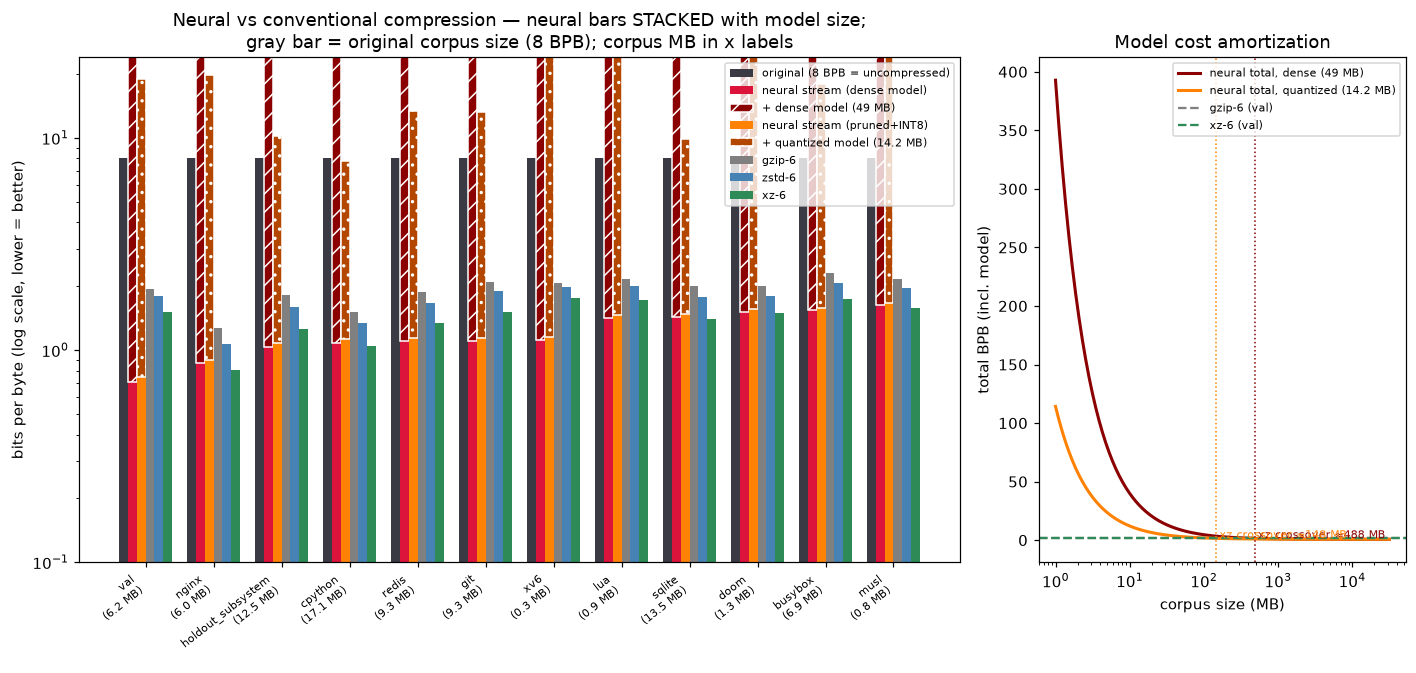 Neural vs conventional compression — neural bars STACKED with model size;
gray bar = original corpus size (8 BPB); corpus MB in x labels
bits per byte (log scale, lower = better)
10¹
10⁰
10⁻¹
original (8 BPB = uncompressed)
neural stream (dense model)
+ dense model (49 MB)
neural stream (pruned+INT8)
+ quantized model (14.2 MB)
gzip-6
zstd-6
xz-6
val
(6.2 MB)
nginx
(6.0 MB)
holdout_subsystem
(12.5 MB)
cpython
(17.1 MB)
redis
(9.3 MB)
git
(9.3 MB)
xv6
(0.3 MB)
lua
(0.9 MB)
sqlite
(13.5 MB)
doom
(1.3 MB)
busybox
(6.9 MB)
musl
(0.8 MB)
Model cost amortization
total BPB (incl. model)
400
350
300
250
200
150
100
50
0
neural total, dense (49 MB)
neural total, quantized (14.2 MB)
gzip-6 (val)
xz-6 (val)
xz crossover
xz crossover ≈488 MB
10⁰
10¹
10²
10³
10⁴
corpus size (MB)